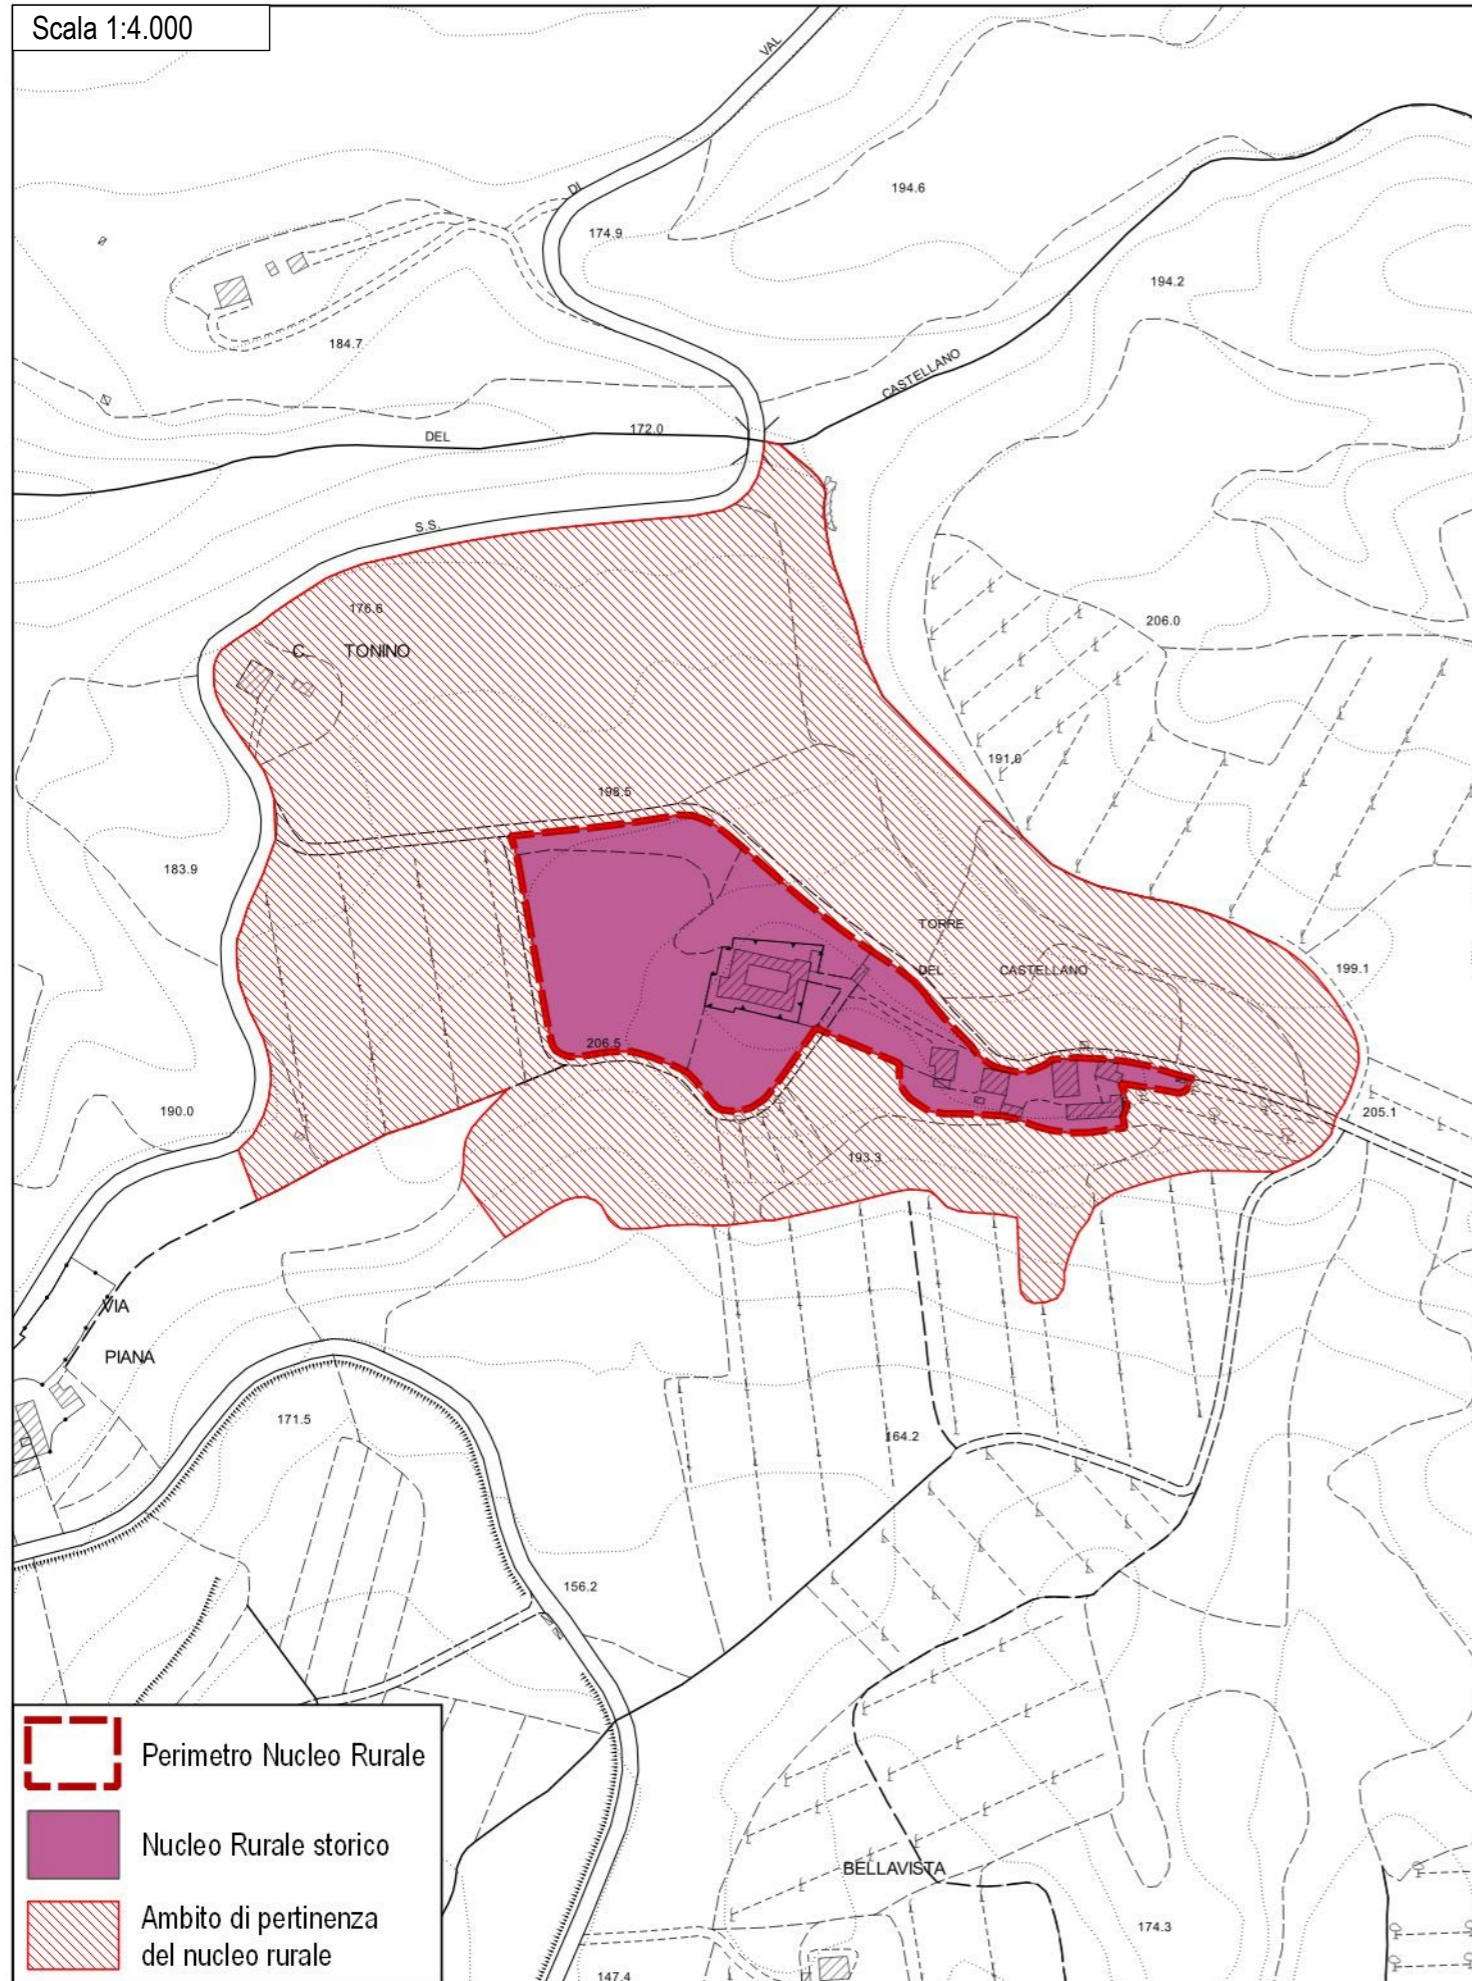 Scala 1:4.000
VAL
DI
194.6
174.9
194.2
184.7
CASTELLANO
DEL
172.0
S.S.
176.6
206.0
C. TONINO
191.0
198.5
183.9
TORRE
DEL CASTELLANO
199.1
206.5
190.0
205.1
193.3
VIA
PIANA
171.5
164.2
156.2
Perimetro Nucleo Rurale
Nucleo Rurale storico
BELLAVISTA
Ambito di pertinenza
del nucleo rurale
174.3
147.4